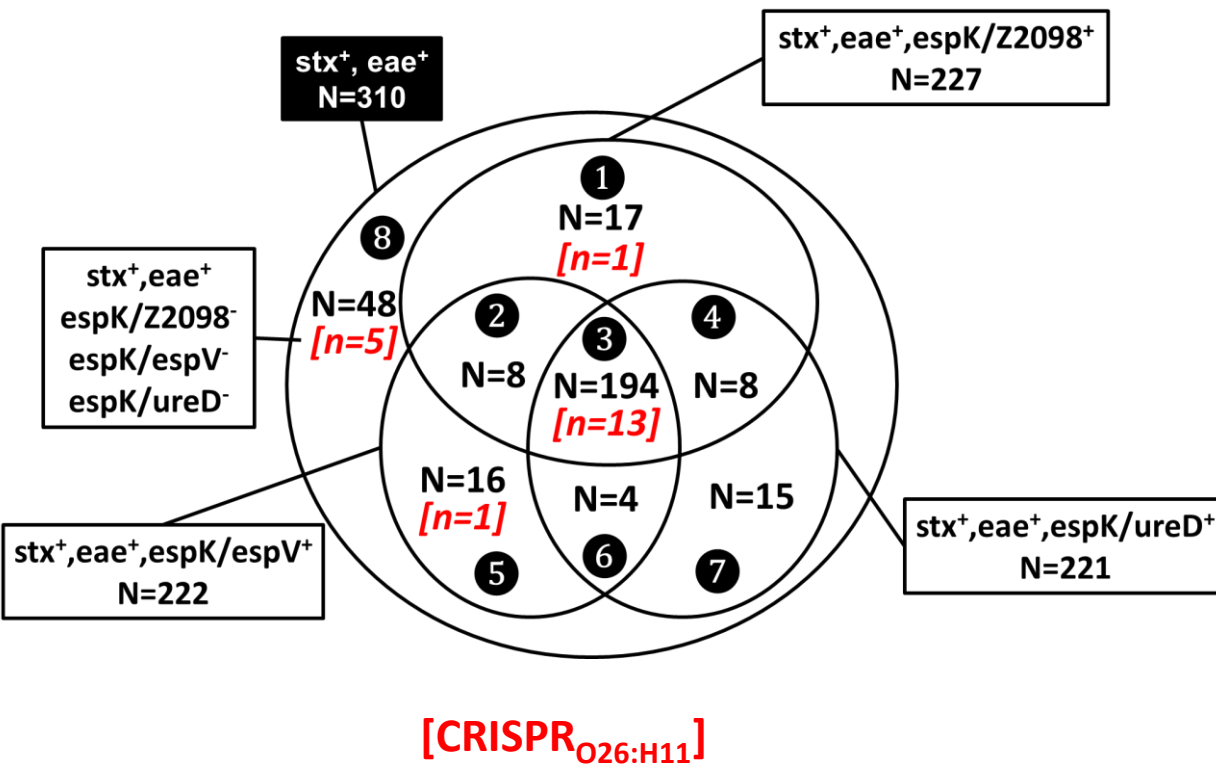 stx⁺,eae⁺,espK/Z2098⁺
N=227
stx⁺, eae⁺
N=310
1
N=17
[n=1]
8
N=48
[n=5]
stx⁺,eae⁺
espK/Z2098⁻
espK/espV⁻
espK/ureD⁻
2
N=8
3
N=194
[n=13]
4
N=8
N=16
[n=1]
5
N=4
6
N=15
7
stx⁺,eae⁺,espK/espV⁺
N=222
stx⁺,eae⁺,espK/ureD⁺
N=221
[CRISPR O26:H11]